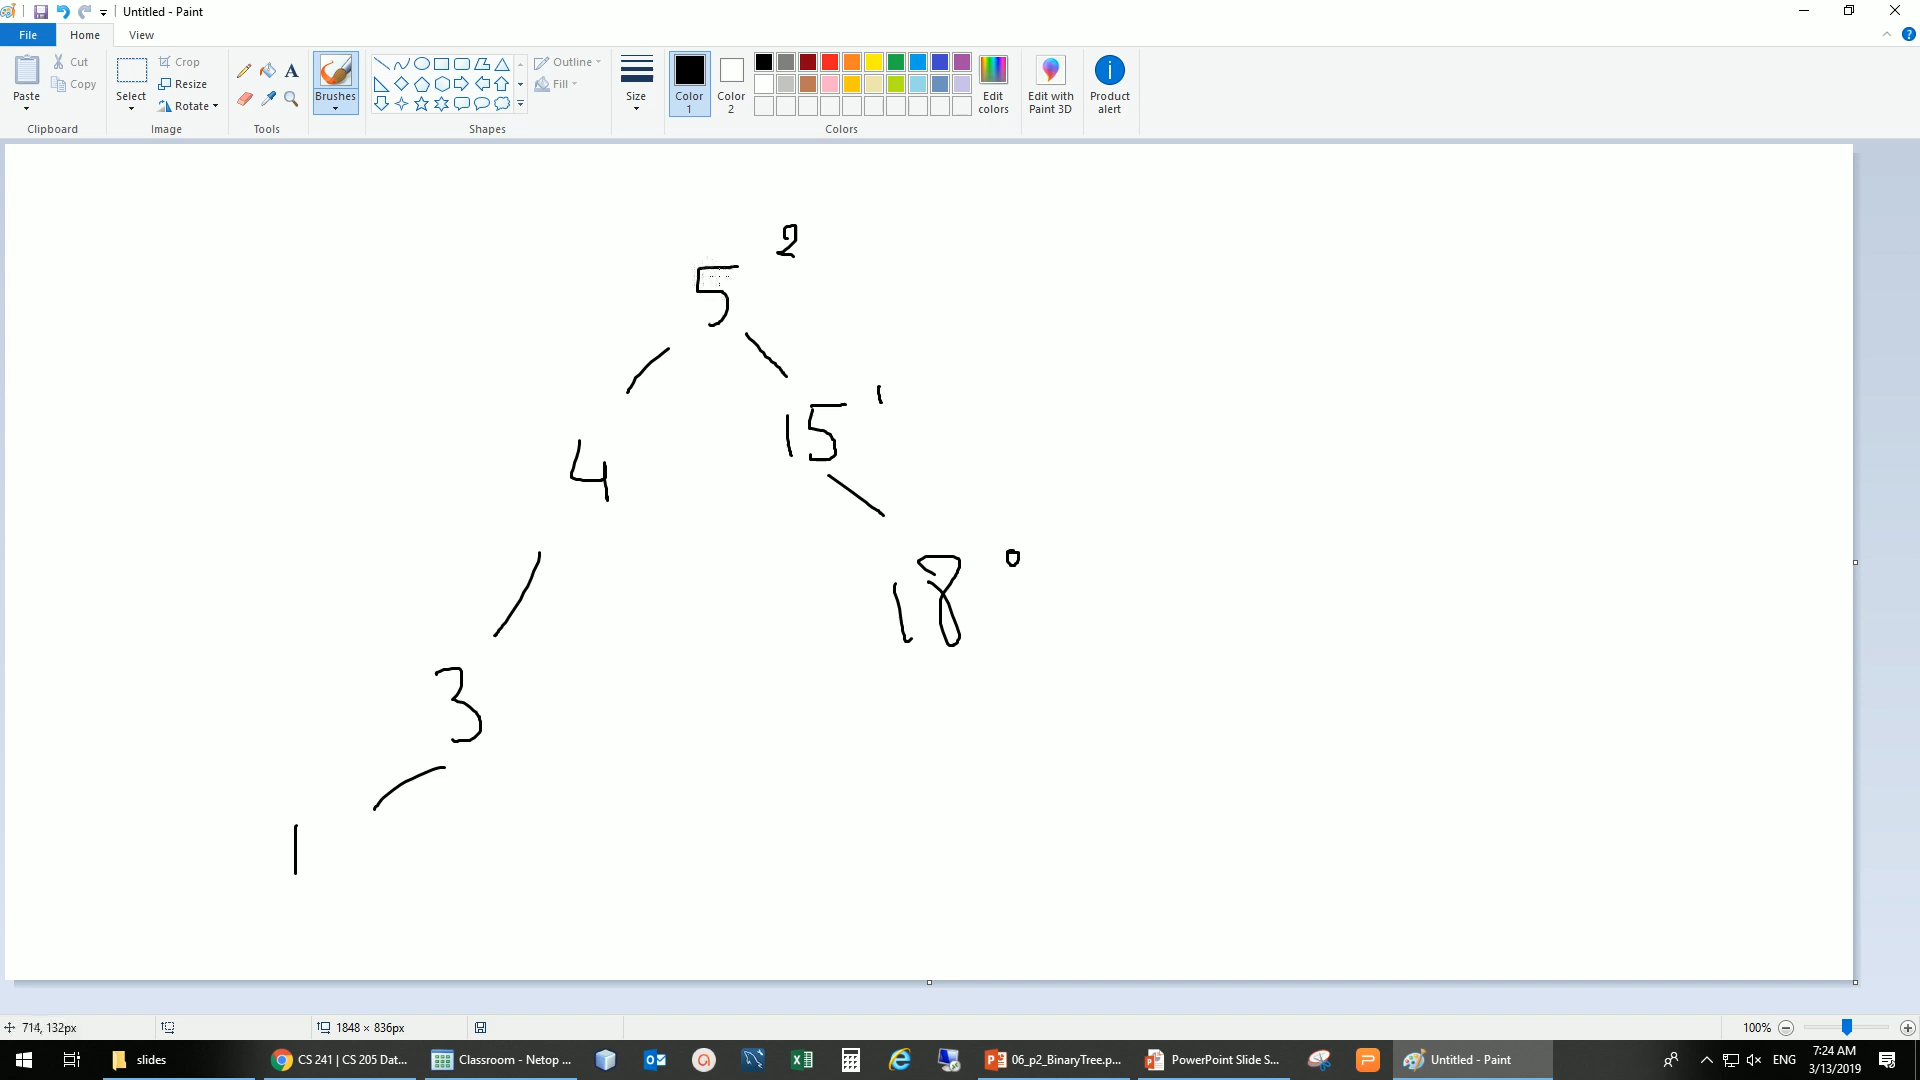 Untitled - Paint
File Home View
Paste
Cut
Copy
Clipboard
Select
Crop
Resize
Rotate
Image
A
Tools
Brushes
Shapes
Outline
Fill
Size
Color 1
Color 2
Colors
Edit colors
Edit with Paint 3D
Product alert
2
5
1
15
4
0
18
3
1
714, 132px
1848 × 836px
100%
slides
CS 241 | CS 205 Dat...
Classroom - Netop ...
06_p2_BinaryTree.p...
PowerPoint Slide S...
Untitled - Paint
ENG
7:24 AM
3/13/2019